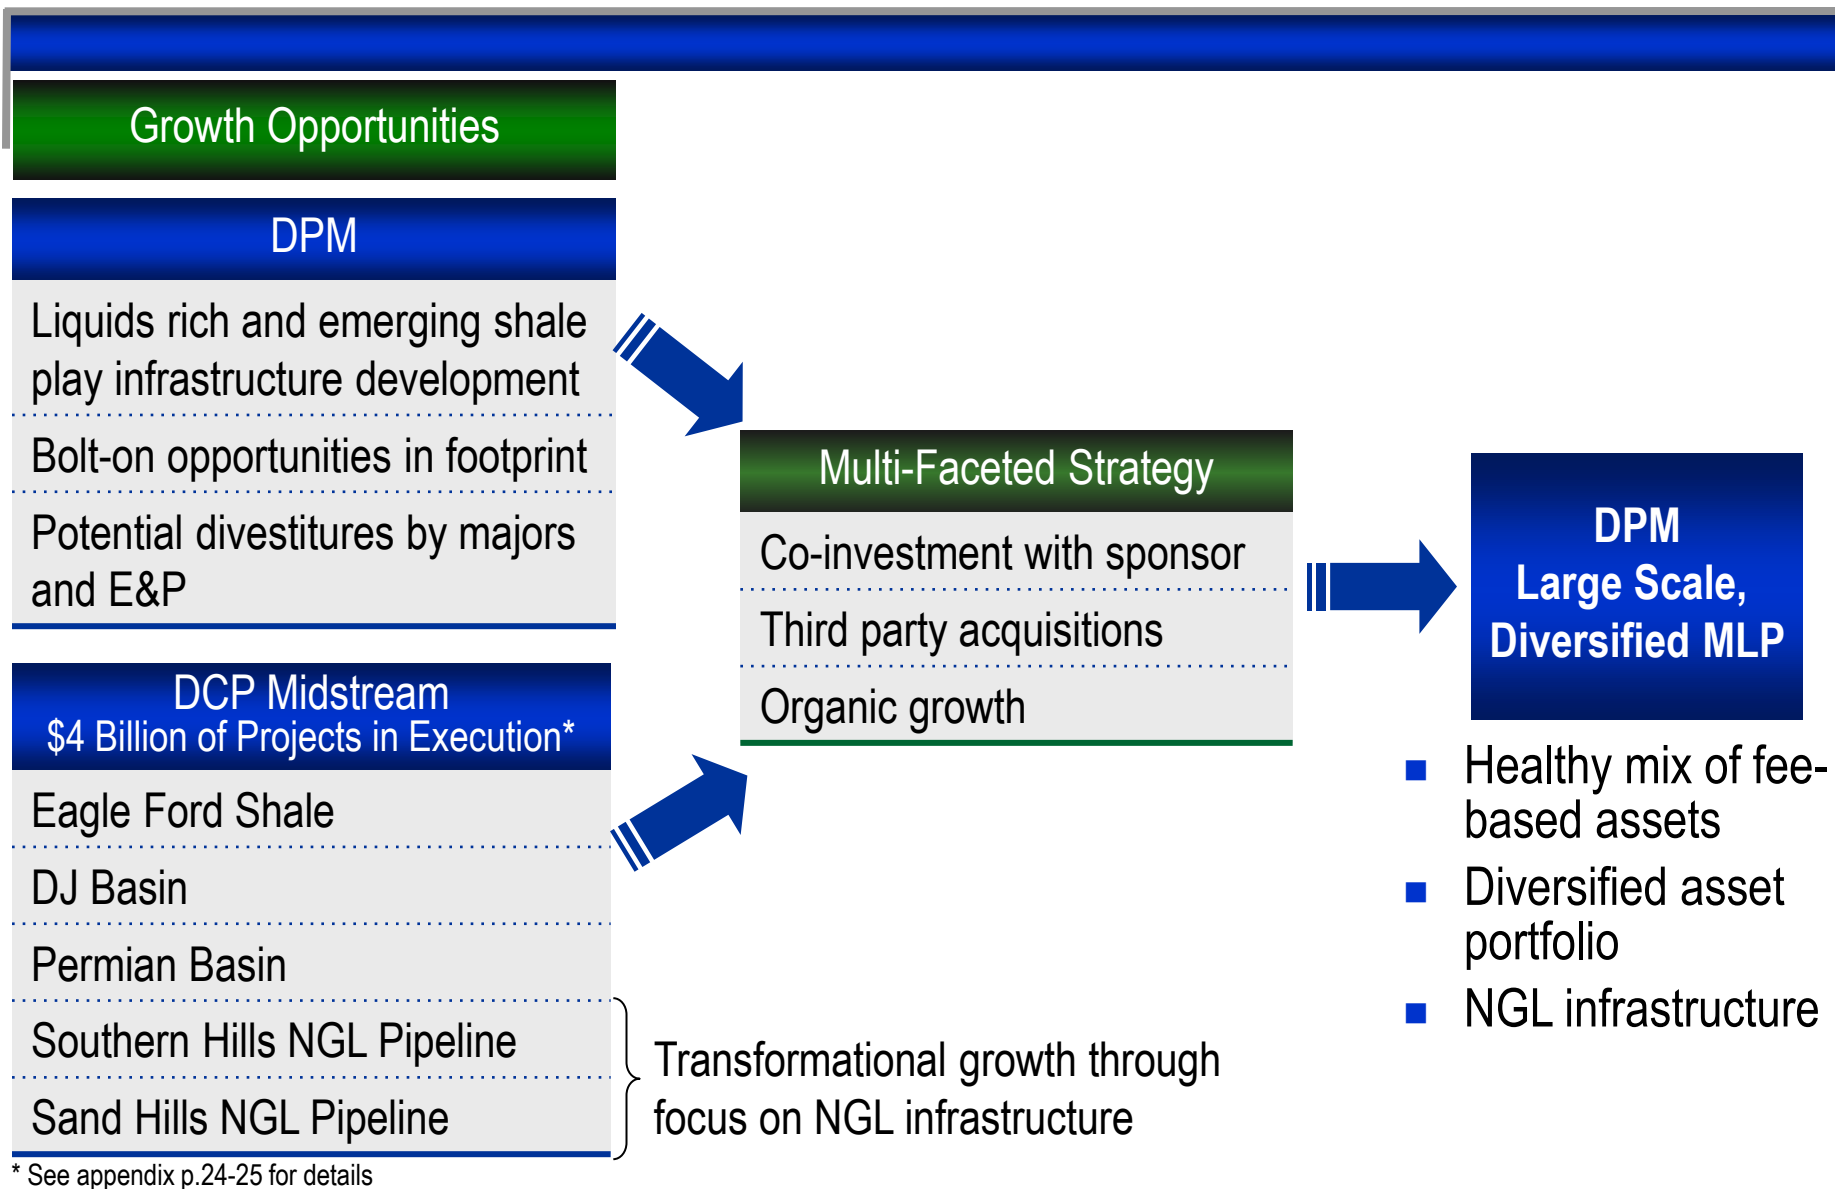 Growth Opportunities
DPM
Liquids rich and emerging shale
play infrastructure development
Bolt-on opportunities in footprint
Potential divestitures by majors
and E&P
DCP Midstream
$4 Billion of Projects in Execution*
Eagle Ford Shale
DJ Basin
Permian Basin
Southern Hills NGL Pipeline
Sand Hills NGL Pipeline
Transformational growth through
focus on NGL infrastructure
* See appendix p.24-25 for details
Multi-Faceted Strategy
Co-investment with sponsor
Third party acquisitions
Organic growth
DPM
Large Scale,
Diversified MLP
Healthy mix of fee-
based assets
Diversified asset
portfolio
NGL infrastructure